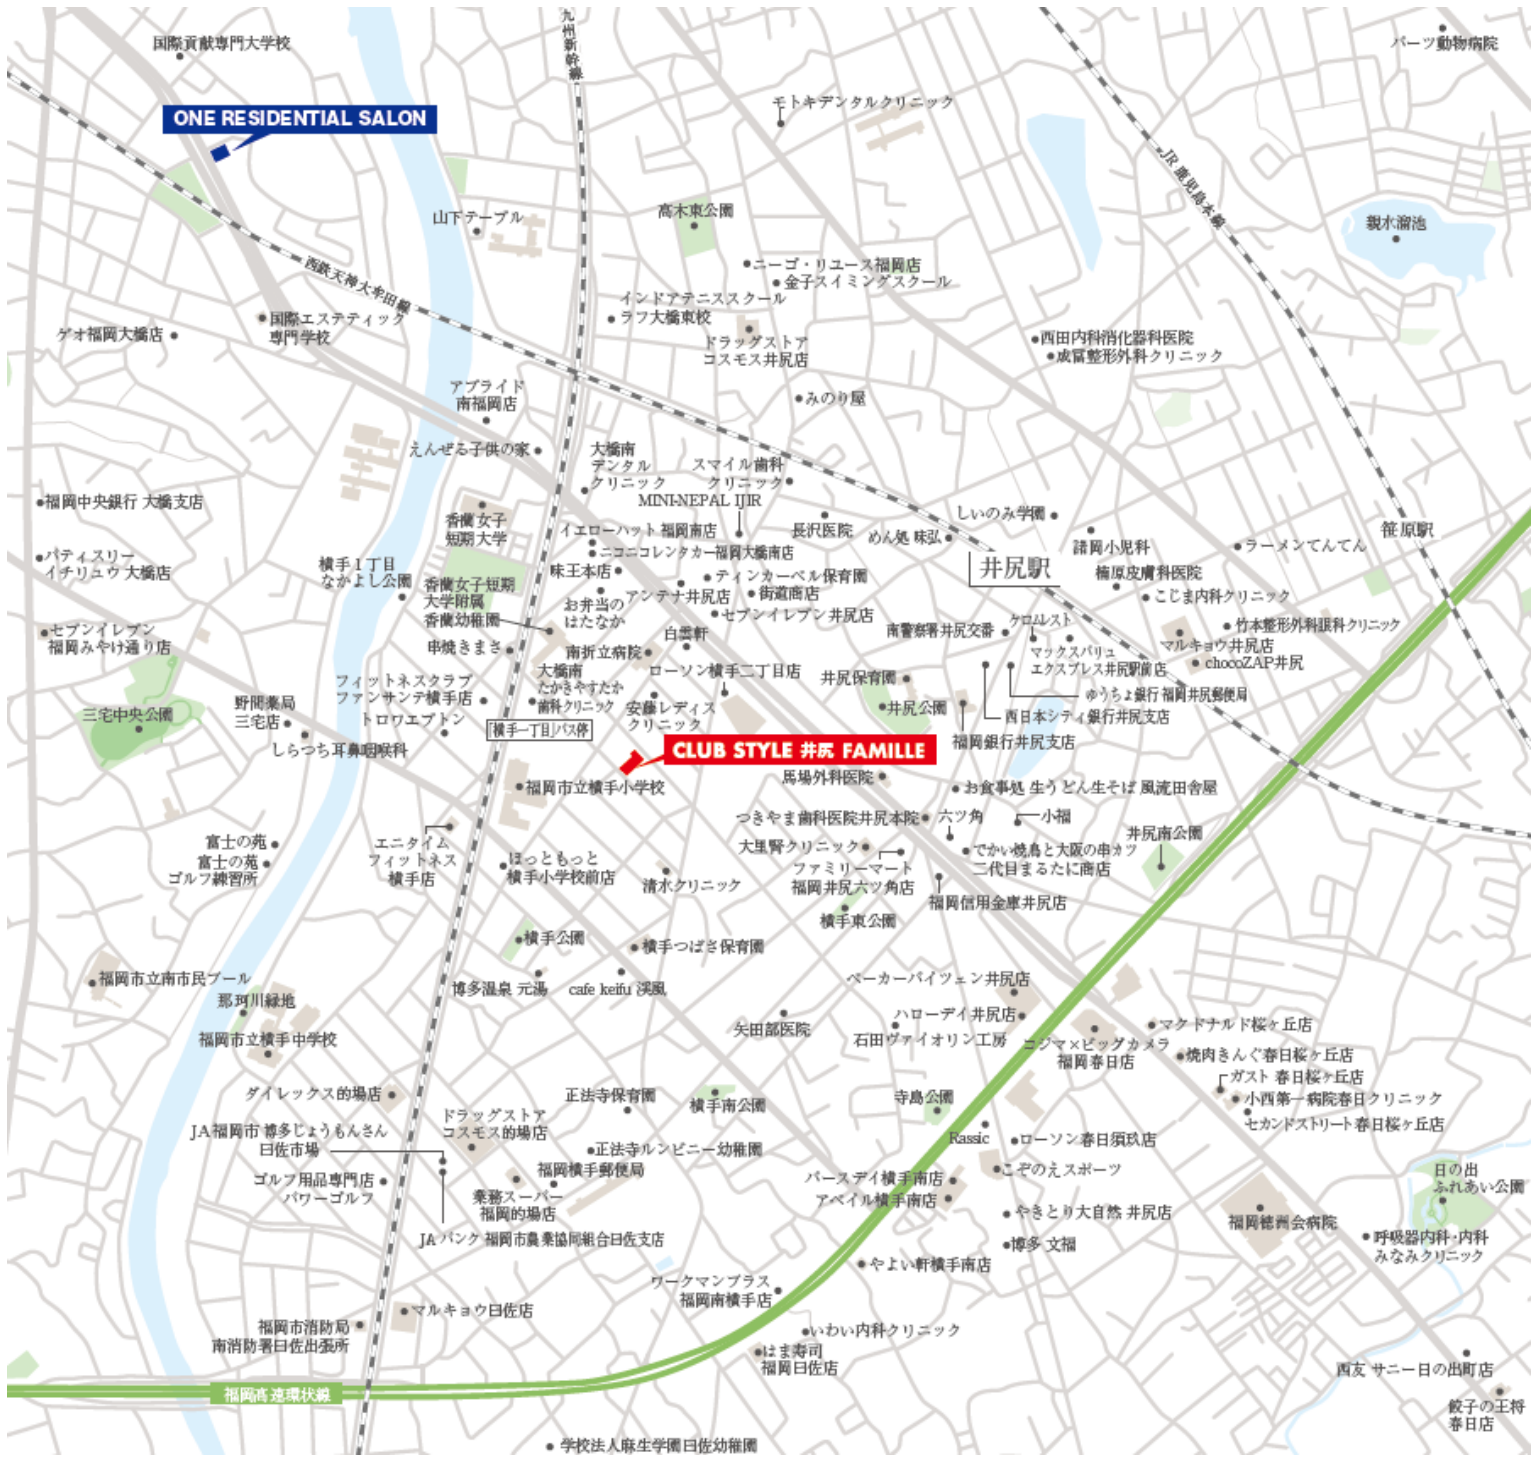 国際貢献専門大学校
九州新幹線
パーツ動物病院
ONE RESIDENTIAL SALON
モトキデンタルクリニック
JR鹿児島本線
山下テーブル
高木東公園
親水溜池
ニーゴ・リユース福岡店
金子スイミングスクール
西鉄天神大牟田線
インドアテニススクール
ラフ大橋東校
国際エステティック
専門学校
ゲオ福岡大橋店
ドラッグストア
コスモス井尻店
西田内科消化器科医院
成冨整形外科クリニック
アプライド
南福岡店
みのり屋
えんぜる子供の家
大橋南
デンタル
クリニック
スマイル歯科
クリニック
MINI-NEPAL IJIR
福岡中央銀行 大橋支店
香蘭女子
短期大学
イエローハット 福岡南店
長沢医院
めん処 味弘
しいのみ学園
諸岡小児科
笹原駅
ラーメンてんてん
ニコニコレンタカー福岡大橋南店
パティスリー
イチリュウ 大橋店
横手1丁目
なかよし公園
味王本店
ティンカーベル保育園
井尻駅
楠原皮膚科医院
香蘭女子短期
大学附属
香蘭幼稚園
アンテナ井尻店
街道商店
こじま内科クリニック
お弁当の
はたなか
セブンイレブン井尻店
セブンイレブン
福岡みやけ通り店
白雲軒
南警察署井尻交番
ケロムレスト
竹本整形外科眼科クリニック
マルキョウ井尻店
串焼きまさ
南折立病院
マックスバリュ
エクスプレス井尻駅前店
chocoZAP井尻
大橋南
たかきやすたか
歯科クリニック
ローソン横手二丁目店
井尻保育園
フィットネスクラブ
ファンサンテ横手店
ゆうちょ銀行 福岡井尻郵便局
野間薬局
三宅店
三宅中央公園
トロワエプトン
安藤レディス
クリニック
井尻公園
西日本シティ銀行井尻支店
「横手一丁目」バス停
福岡銀行井尻支店
しらつち耳鼻咽喉科
CLUB STYLE 井尻 FAMILLE
馬場外科医院
福岡市立横手小学校
お食事処 生うどん生そば 風流田舎屋
つきやま歯科医院井尻本院
六ツ角
小福
井尻南公園
富士の苑
エニタイム
フィットネス
横手店
大里腎クリニック
でかい焼鳥と大阪の串カツ
二代目まるたに商店
富士の苑
ゴルフ練習所
ほっともっと
横手小学校前店
ファミリーマート
福岡井尻六ツ角店
清水クリニック
福岡信用金庫井尻店
横手東公園
横手公園
横手つばさ保育園
福岡市立南市民プール
博多温泉 元湯
cafe keifu 渓風
ベーカーバイツェン井尻店
那珂川緑地
ハローデイ井尻店
矢田部医院
石田ヴァイオリン工房
マクドナルド桜ヶ丘店
福岡市立横手中学校
コジマ×ビックカメラ
福岡春日店
焼肉きんぐ春日桜ヶ丘店
ガスト 春日桜ヶ丘店
ダイレックス的場店
正法寺保育園
横手南公園
寺島公園
小西第一病院春日クリニック
ドラッグストア
コスモス的場店
セカンドストリート春日桜ヶ丘店
JA福岡市 博多じょうもんさん
曰佐市場
Rassic
ローソン春日須玖店
正法寺ルンビニー幼稚園
福岡横手郵便局
こぞのえスポーツ
ゴルフ用品専門店
パワーゴルフ
バースデイ横手南店
アベイル横手南店
日の出
ふれあい公園
業務スーパー
福岡的場店
やきとり大自然 井尻店
福岡徳洲会病院
JAバンク 福岡市農業協同組合曰佐支店
博多 文福
呼吸器内科・内科
みなみクリニック
やよい軒横手南店
ワークマンプラス
福岡南横手店
マルキョウ曰佐店
福岡市消防局
南消防署曰佐出張所
いわい内科クリニック
はま寿司
福岡曰佐店
西友 サニー日の出町店
福岡高速環状線
餃子の王将
春日店
学校法人麻生学園曰佐幼稚園